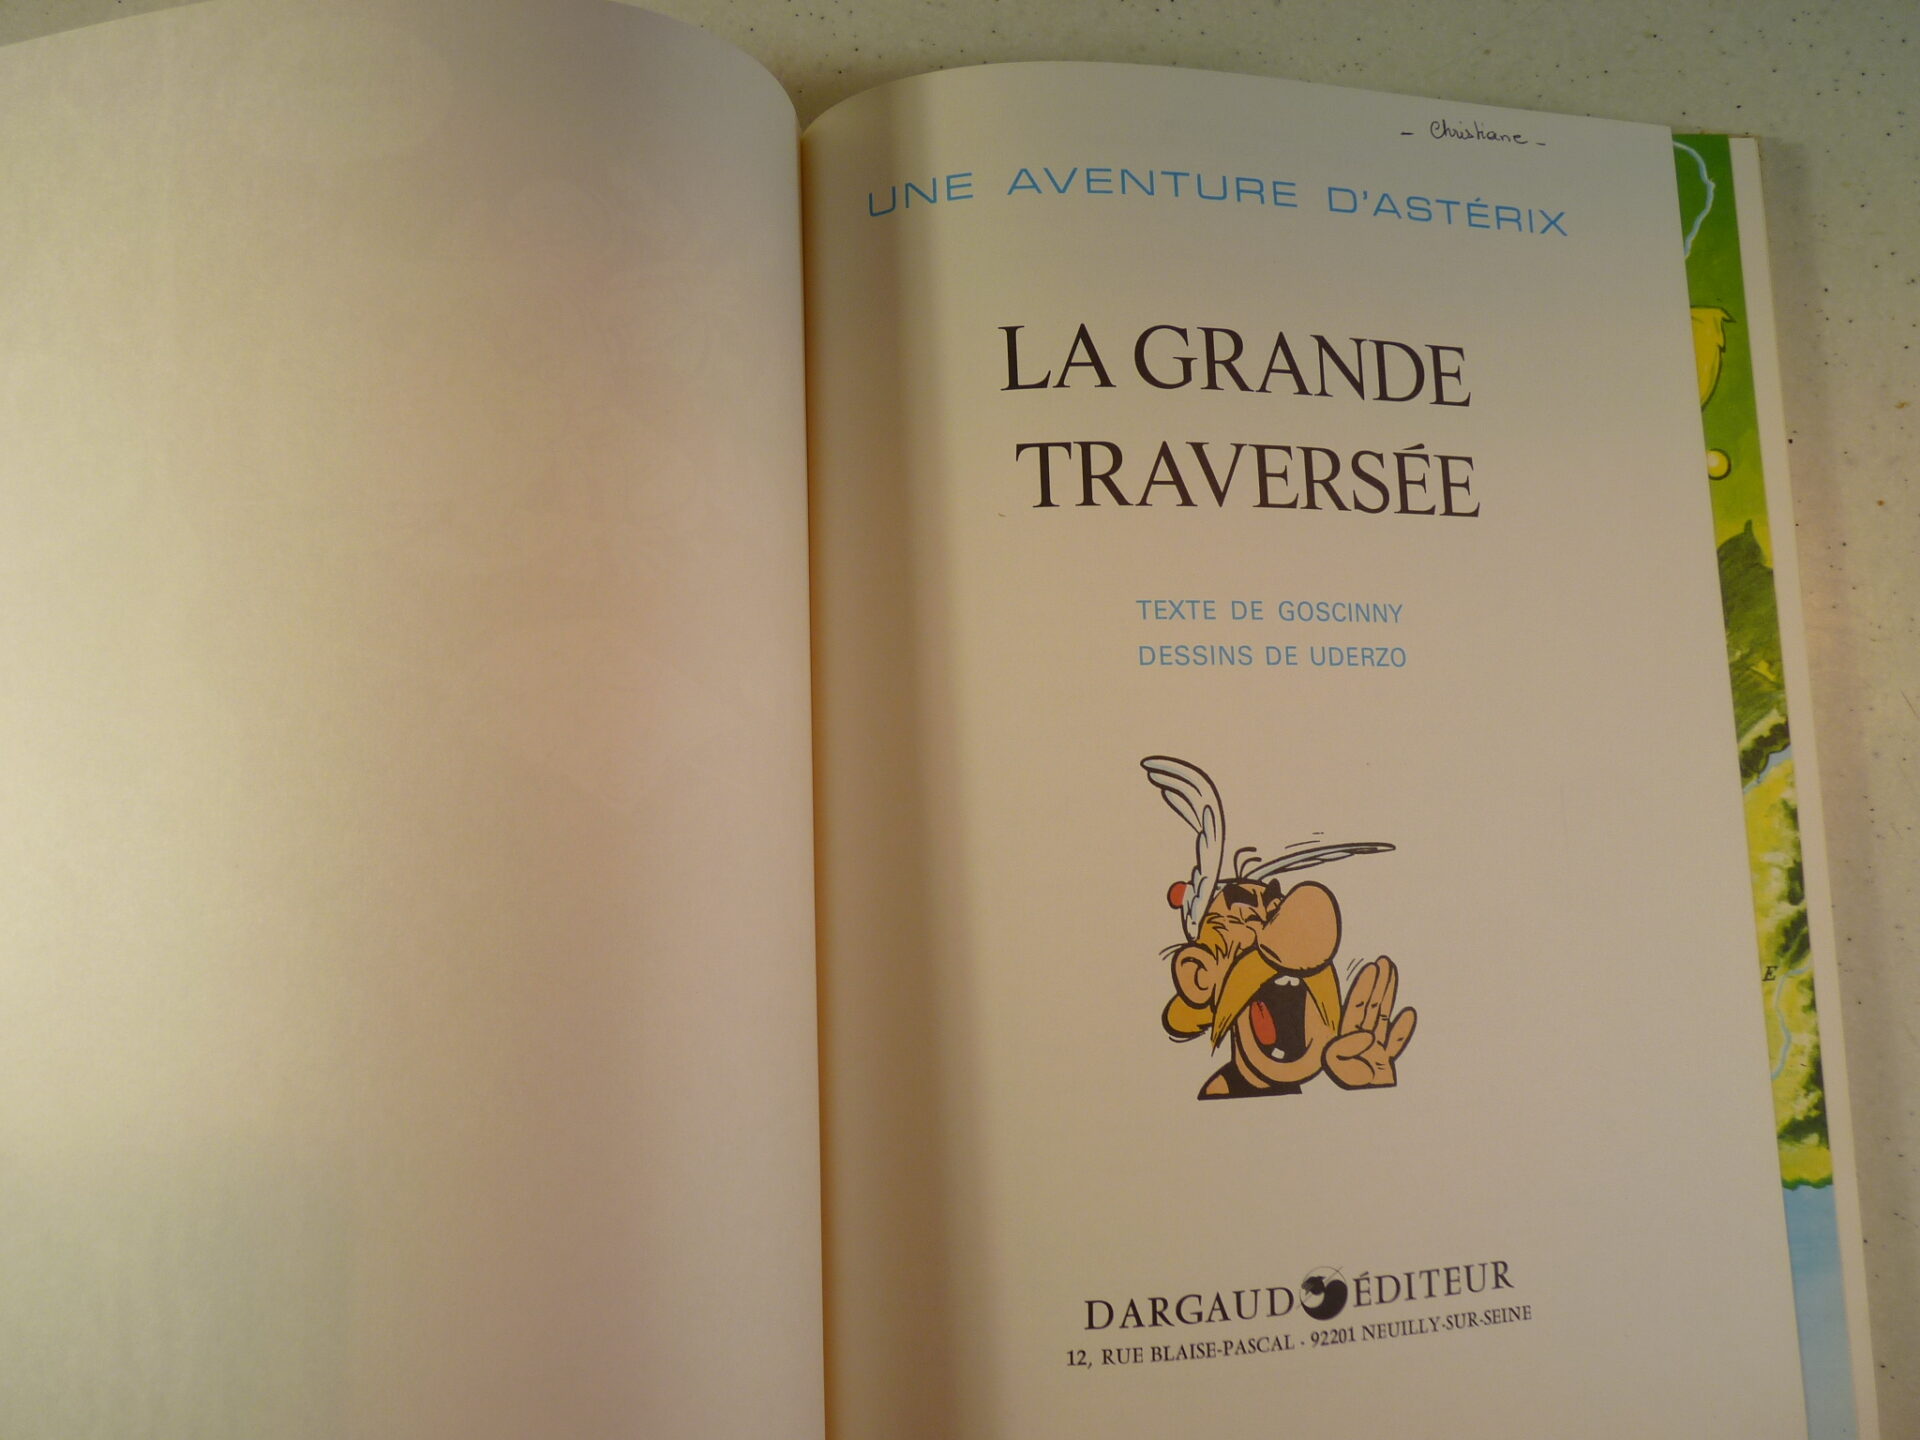 - Christiane -
UNE AVENTURE D'ASTÉRIX
LA GRANDE
TRAVERSÉE
TEXTE DE GOSCINNY
DESSINS DE UDERZO
DARGAUD ÉDITEUR
12, RUE BLAISE-PASCAL - 92201 NEUILLY-SUR-SEINE
E